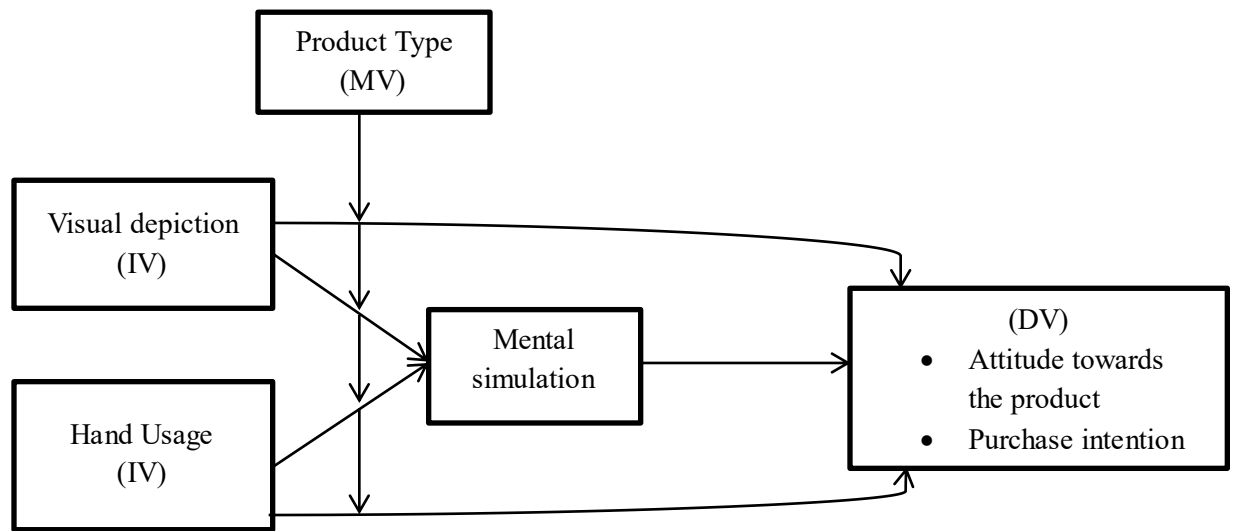 Product Type
(MV)
Visual depiction
(IV)
Mental
simulation
Hand Usage
(IV)
(DV)
• Attitude towards
the product
• Purchase intention